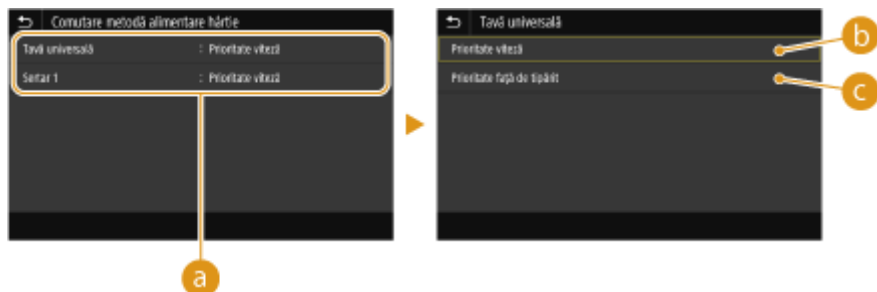 Comutare metodă alimentare hârtie
Tavă universală : Prioritate viteză
Sertar 1 : Prioritate viteză
a
Tavă universală
Prioritate viteză
b
Prioritate faţă de tipărit
c